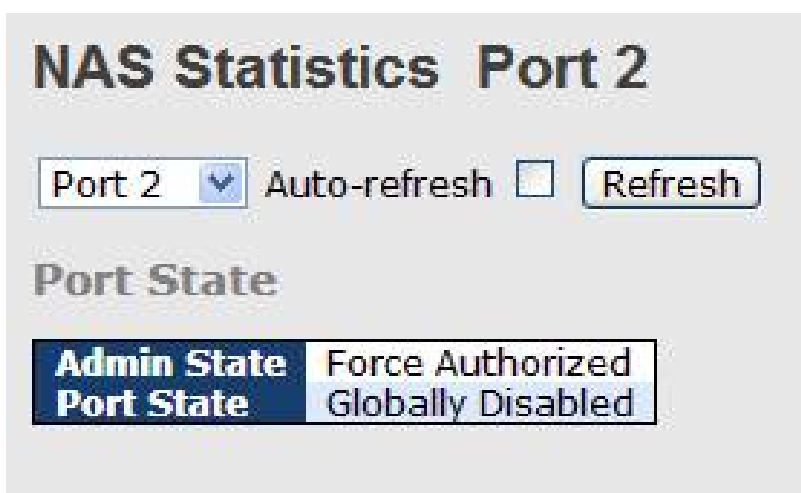 NAS Statistics Port 2
Port 2 Auto-refresh Refresh
Port State
Admin State Force Authorized
Port State Globally Disabled